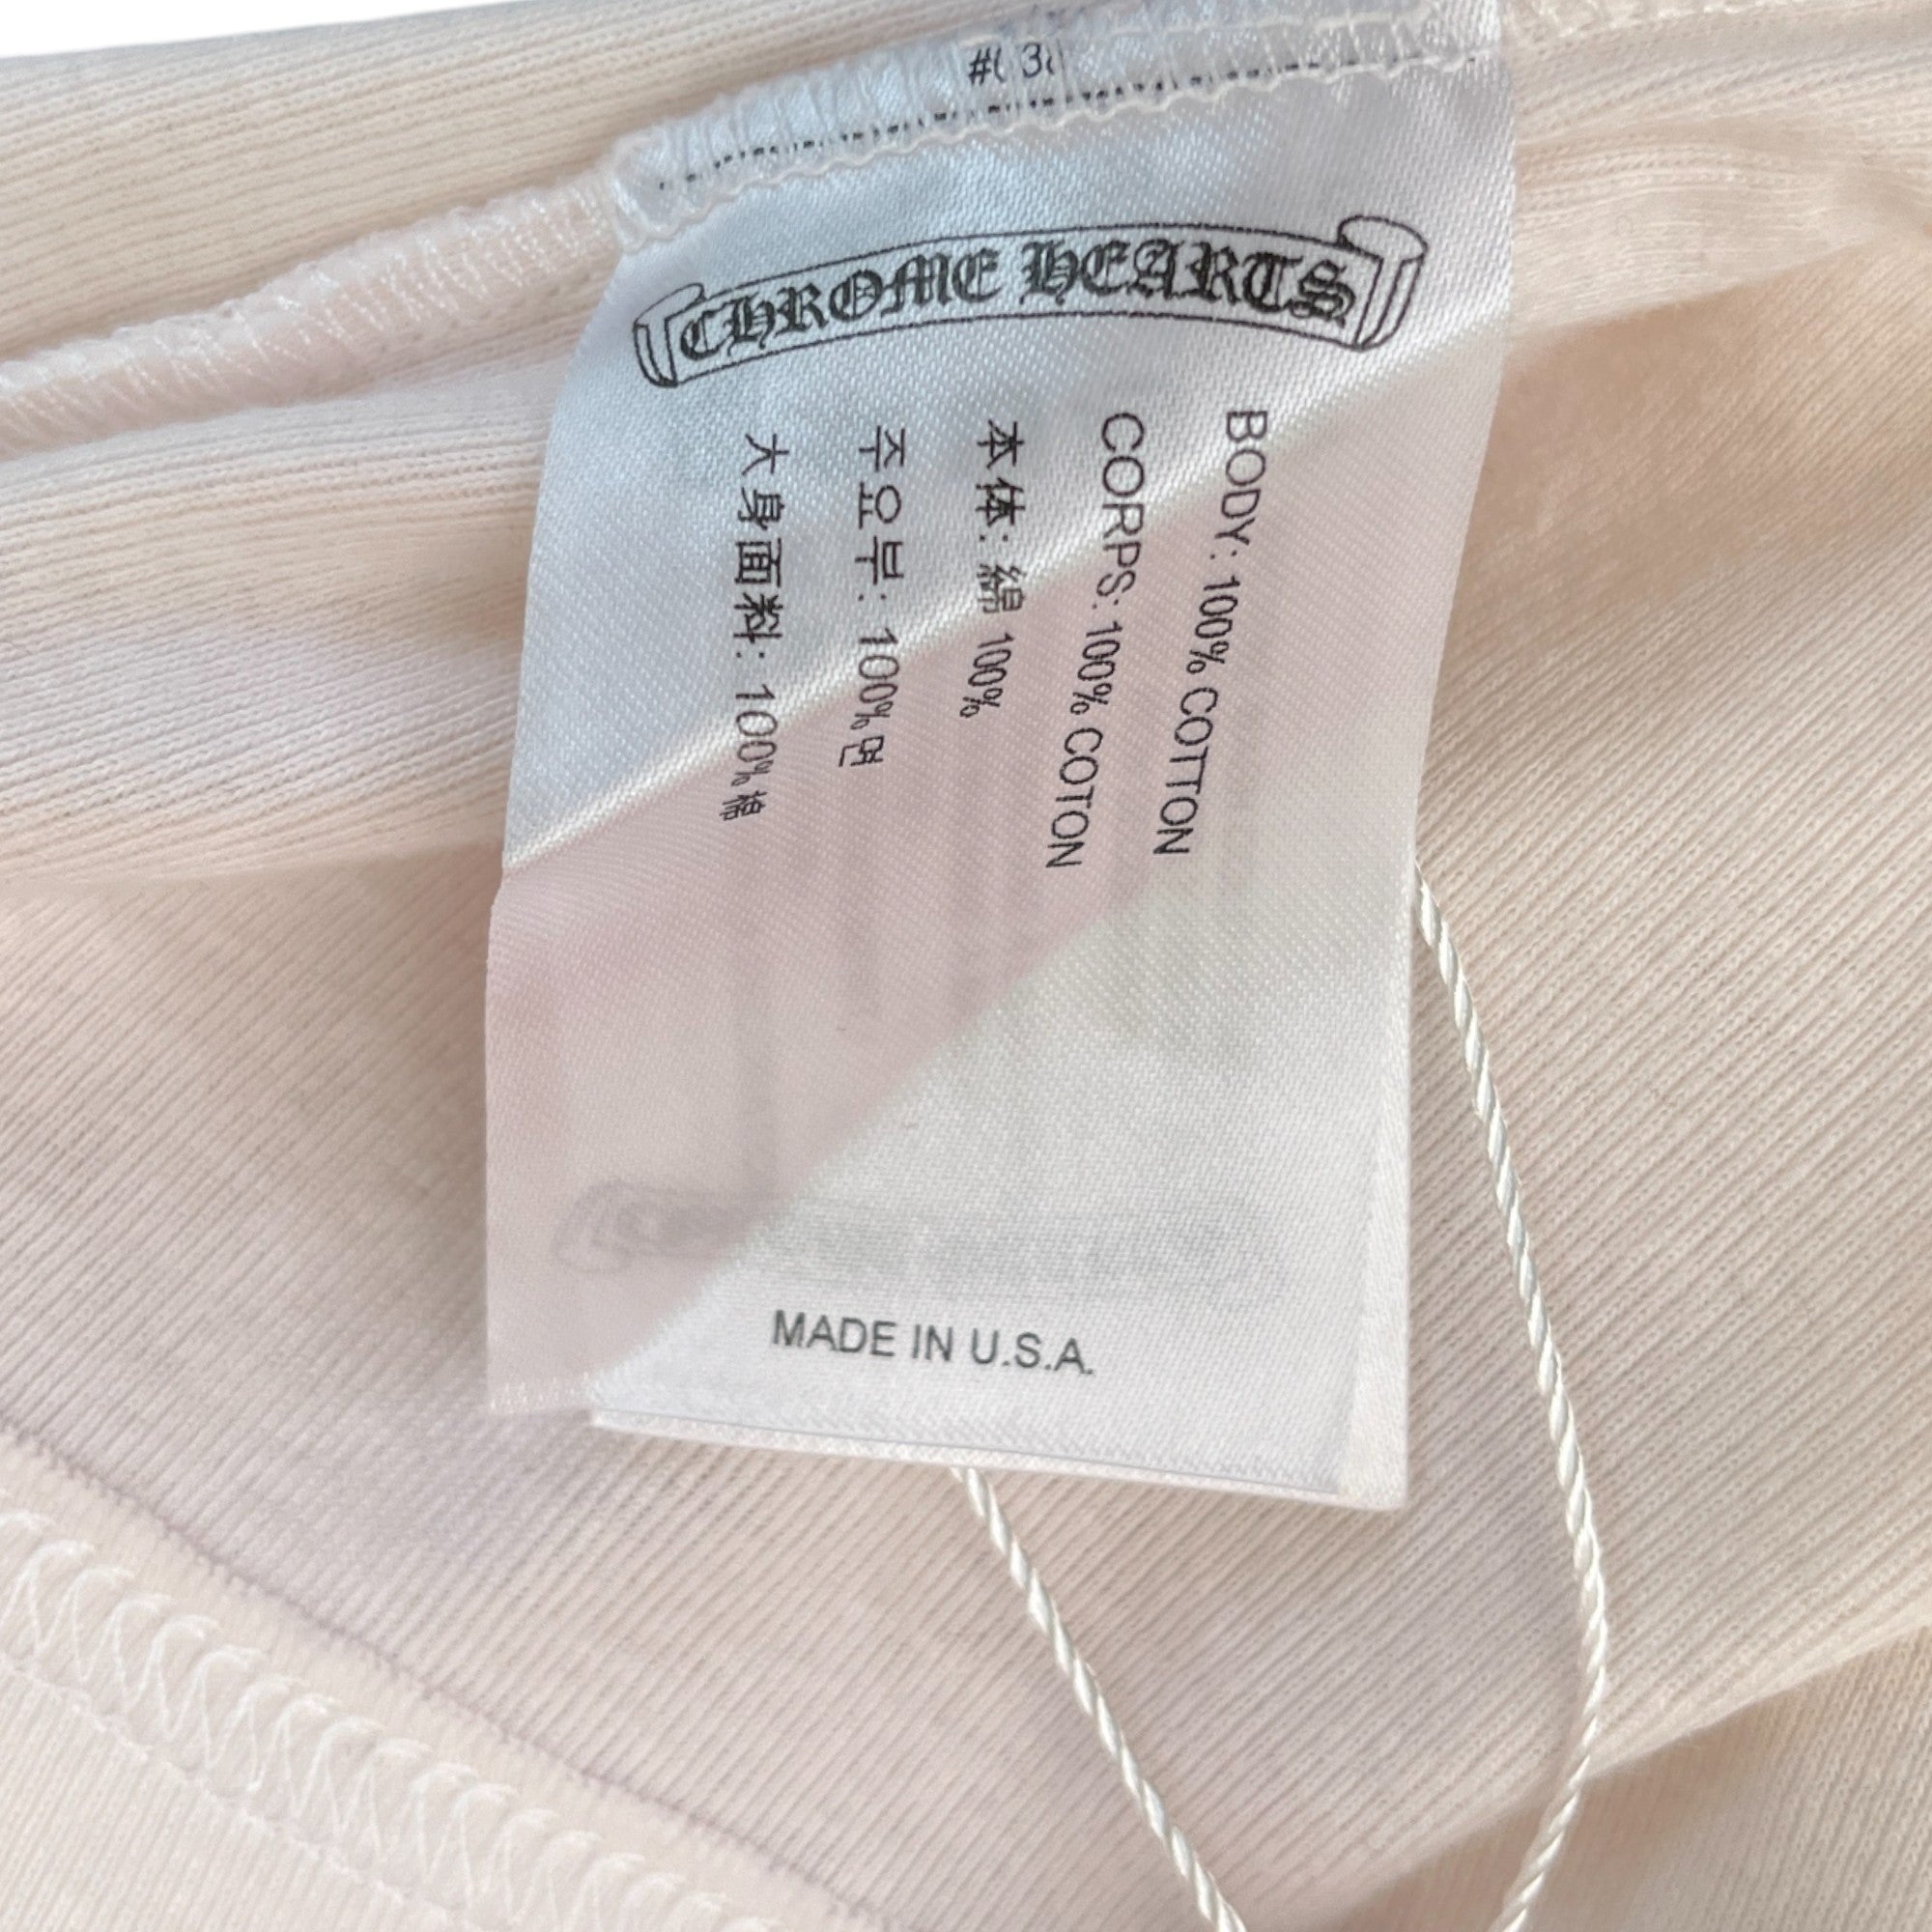 CHROME HEARTS
BODY: 100% COTTON
CORPS: 100% COTON
本体: 綿 100%
주요부: 100%면
大身面料: 100%棉
MADE IN U.S.A.